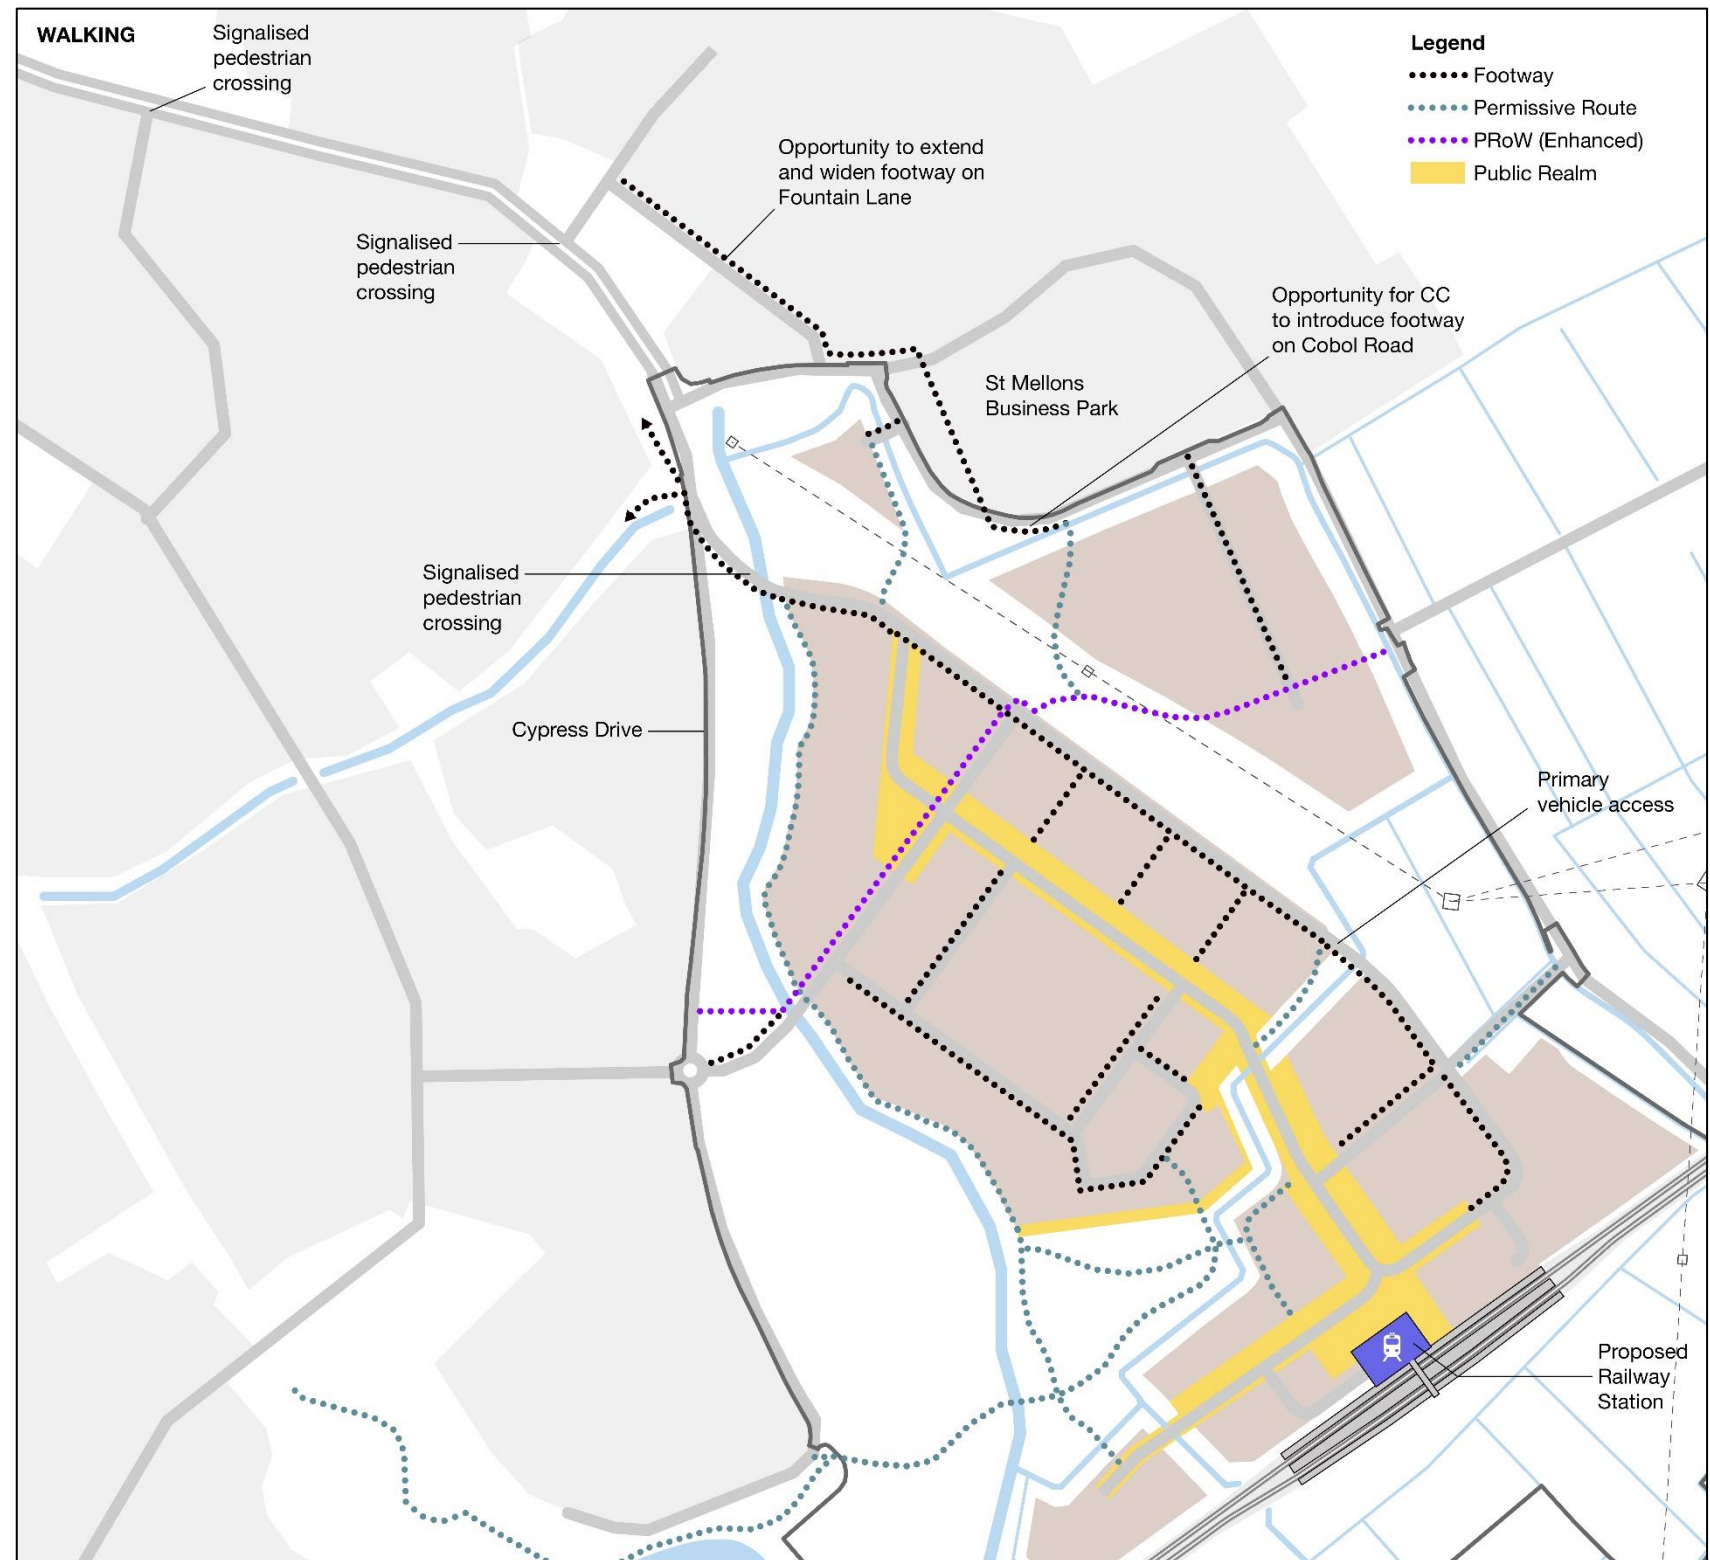 WALKING
Signalised
pedestrian
crossing
Legend
Footway
Permissive Route
PRoW (Enhanced)
Public Realm
Opportunity to extend
and widen footway on
Fountain Lane
Signalised
pedestrian
crossing
Opportunity for CC
to introduce footway
on Cobol Road
St Mellons
Business Park
Signalised
pedestrian
crossing
Cypress Drive
Primary
vehicle access
Proposed
Railway
Station